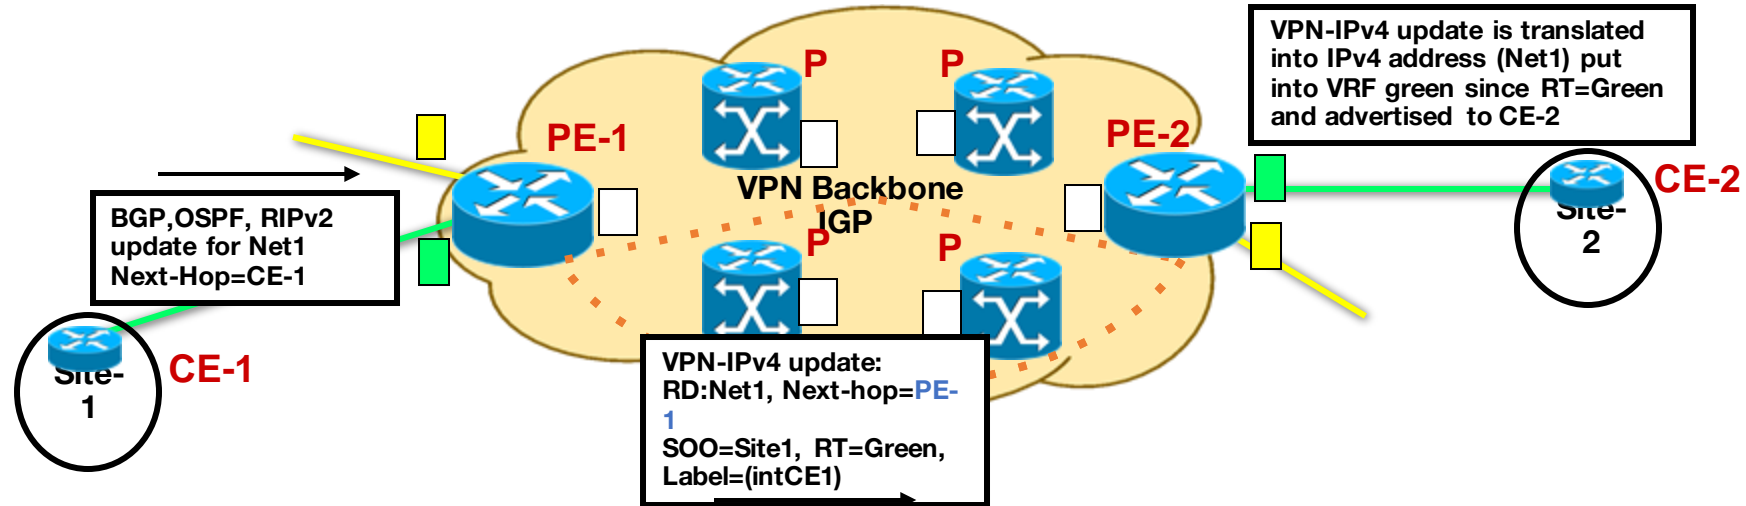 VPN-IPv4 update is translated
into IPv4 address (Net1) put
into VRF green since RT=Green
and advertised to CE-2
P
P
PE-1
PE-2
VPN Backbone
IGP
CE-2
Site-
2
BGP,OSPF, RIPv2
update for Net1
Next-Hop=CE-1
P
P
CE-1
Site-
1
VPN-IPv4 update:
RD:Net1, Next-hop=PE-
1
SOO=Site1, RT=Green,
Label=(intCE1)